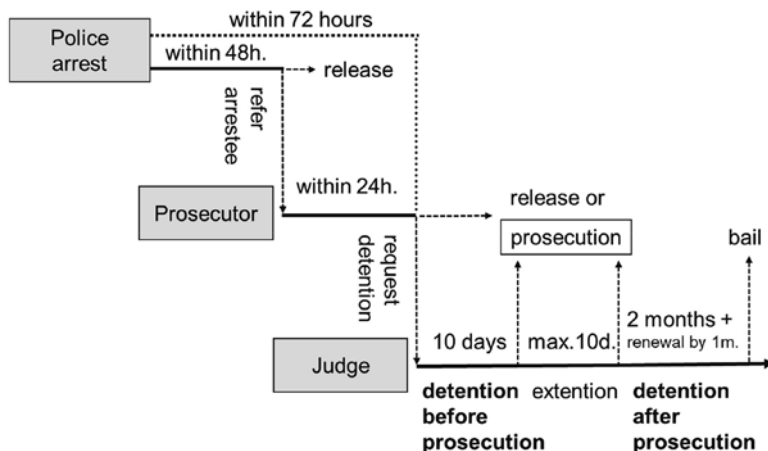 within 72 hours
Police
arrest
within 48h.
release
refer
arrestee
within 24h.
Prosecutor
release or
prosecution
bail
request
detention
2 months +
renewal by 1m.
10 days
max.10d.
Judge
detention
before
prosecution
extention
detention
after
prosecution